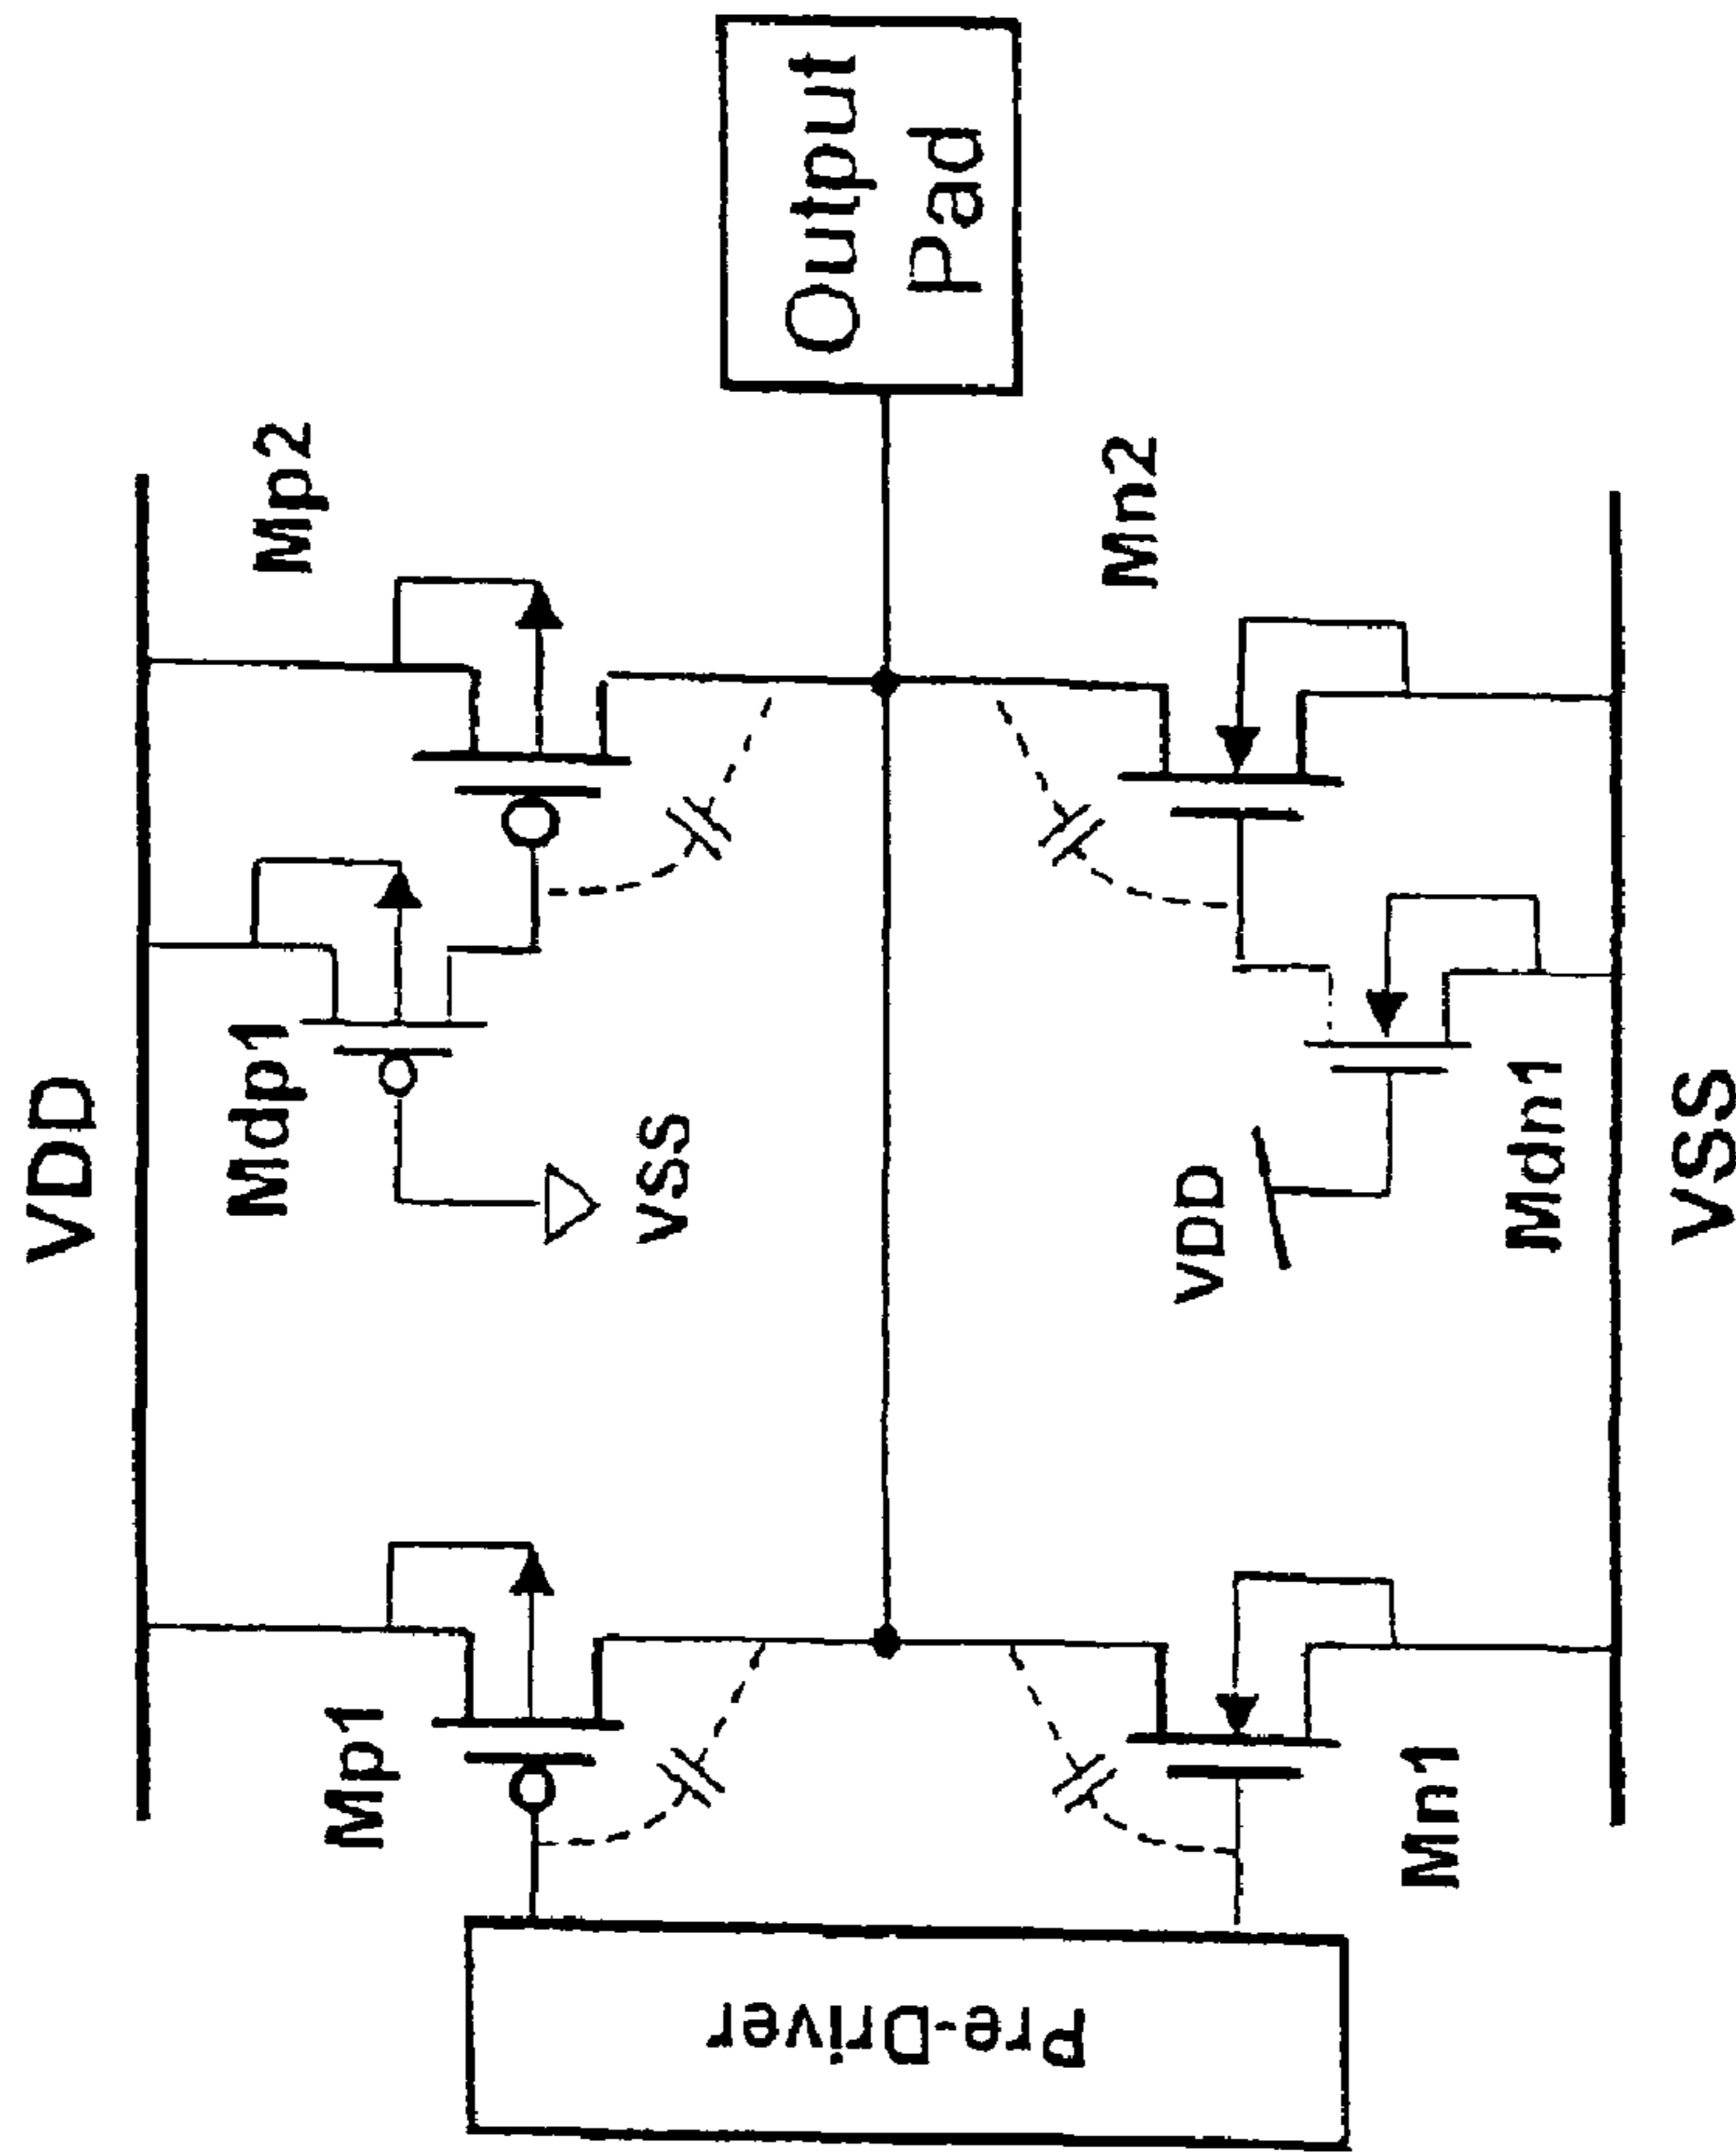 VDD
Mp1
Mdp1
Mp2
VSS
Pre-Driver
Output
Pad
VDD
Mn1
Mdn1
Mn2
VSS